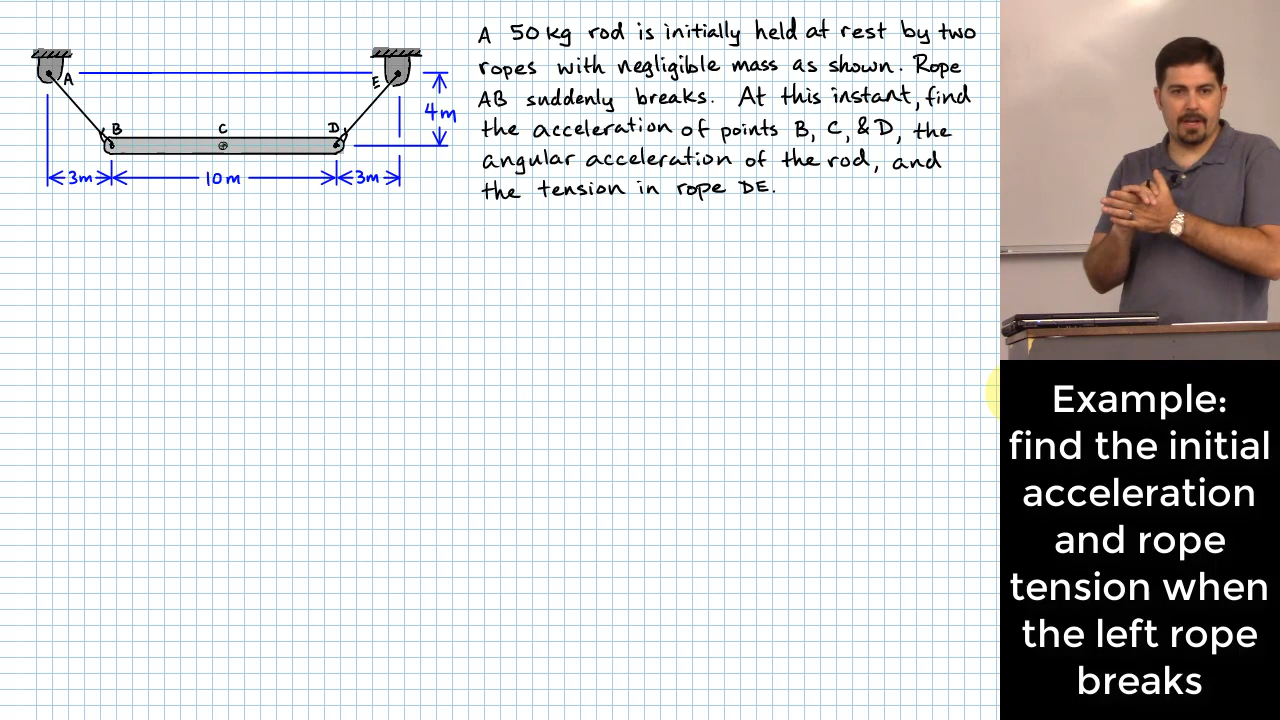 A 50 kg rod is initially held at rest by two
ropes with negligible mass as shown. Rope
AB suddenly breaks. At this instant, find
the acceleration of points B, C, & D, the
angular acceleration of the rod, and
the tension in rope DE.
A
E
4m
B
C
D
3m
10m
3m
Example:
find the initial
acceleration
and rope
tension when
the left rope
breaks